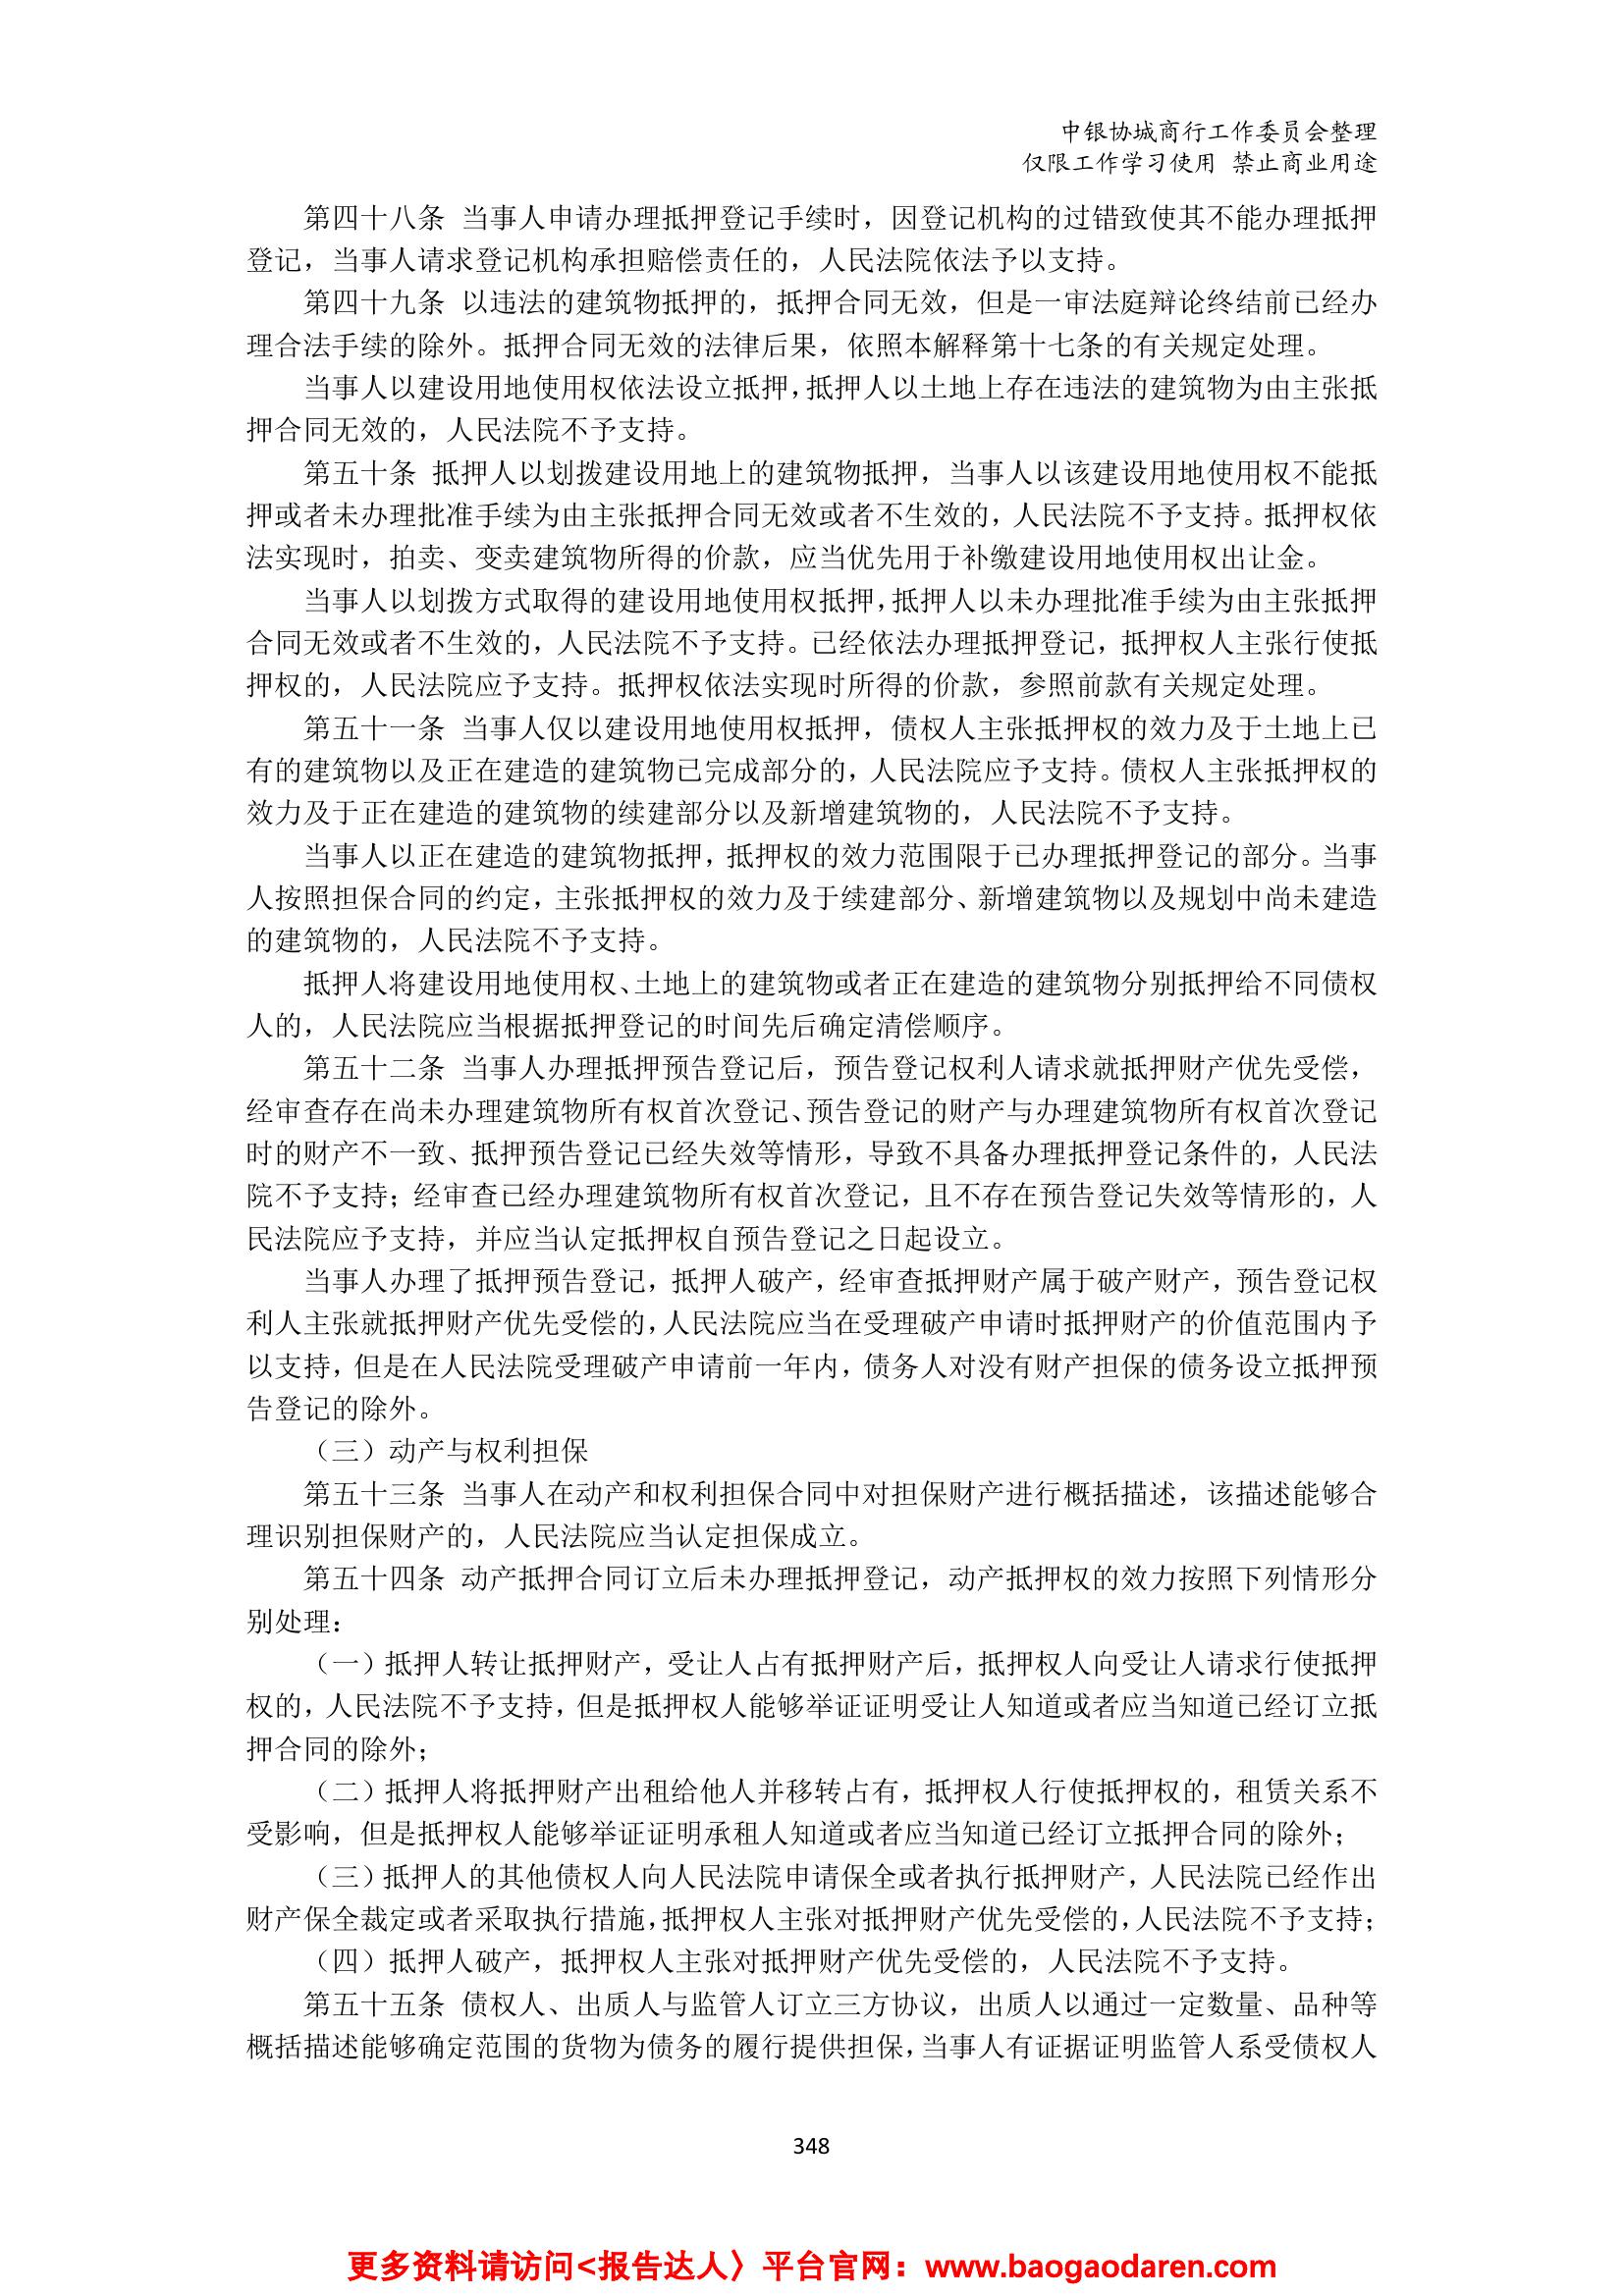 中银协城商行工作委员会整理
仅限工作学习使用 禁止商业用途
第四十八条 当事人申请办理抵押登记手续时，因登记机构的过错致使其不能办理抵押
登记，当事人请求登记机构承担赔偿责任的，人民法院依法予以支持。
第四十九条 以违法的建筑物抵押的，抵押合同无效，但是一审法庭辩论终结前已经办
理合法手续的除外。抵押合同无效的法律后果，依照本解释第十七条的有关规定处理。
当事人以建设用地使用权依法设立抵押，抵押人以土地上存在违法的建筑物为由主张抵
押合同无效的，人民法院不予支持。
第五十条 抵押人以划拨建设用地上的建筑物抵押，当事人以该建设用地使用权不能抵
押或者未办理批准手续为由主张抵押合同无效或者不生效的，人民法院不予支持。抵押权依
法实现时，拍卖、变卖建筑物所得的价款，应当优先用于补缴建设用地使用权出让金。
当事人以划拨方式取得的建设用地使用权抵押，抵押人以未办理批准手续为由主张抵押
合同无效或者不生效的，人民法院不予支持。已经依法办理抵押登记，抵押权人主张行使抵
押权的，人民法院应予支持。抵押权依法实现时所得的价款，参照前款有关规定处理。
第五十一条 当事人仅以建设用地使用权抵押，债权人主张抵押权的效力及于土地上已
有的建筑物以及正在建造的建筑物已完成部分的，人民法院应予支持。债权人主张抵押权的
效力及于正在建造的建筑物的续建部分以及新增建筑物的，人民法院不予支持。
当事人以正在建造的建筑物抵押，抵押权的效力范围限于已办理抵押登记的部分。当事
人按照担保合同的约定，主张抵押权的效力及于续建部分、新增建筑物以及规划中尚未建造
的建筑物的，人民法院不予支持。
抵押人将建设用地使用权、土地上的建筑物或者正在建造的建筑物分别抵押给不同债权
人的，人民法院应当根据抵押登记的时间先后确定清偿顺序。
第五十二条 当事人办理抵押预告登记后，预告登记权利人请求就抵押财产优先受偿，
经审查存在尚未办理建筑物所有权首次登记、预告登记的财产与办理建筑物所有权首次登记
时的财产不一致、抵押预告登记已经失效等情形，导致不具备办理抵押登记条件的，人民法
院不予支持；经审查已经办理建筑物所有权首次登记，且不存在预告登记失效等情形的，人
民法院应予支持，并应当认定抵押权自预告登记之日起设立。
当事人办理了抵押预告登记，抵押人破产，经审查抵押财产属于破产财产，预告登记权
利人主张就抵押财产优先受偿的，人民法院应当在受理破产申请时抵押财产的价值范围内予
以支持，但是在人民法院受理破产申请前一年内，债务人对没有财产担保的债务设立抵押预
告登记的除外。
（三）动产与权利担保
第五十三条 当事人在动产和权利担保合同中对担保财产进行概括描述，该描述能够合
理识别担保财产的，人民法院应当认定担保成立。
第五十四条 动产抵押合同订立后未办理抵押登记，动产抵押权的效力按照下列情形分
别处理：
（一）抵押人转让抵押财产，受让人占有抵押财产后，抵押权人向受让人请求行使抵押
权的，人民法院不予支持，但是抵押权人能够举证证明受让人知道或者应当知道已经订立抵
押合同的除外；
（二）抵押人将抵押财产出租给他人并移转占有，抵押权人行使抵押权的，租赁关系不
受影响，但是抵押权人能够举证证明承租人知道或者应当知道已经订立抵押合同的除外；
（三）抵押人的其他债权人向人民法院申请保全或者执行抵押财产，人民法院已经作出
财产保全裁定或者采取执行措施，抵押权人主张对抵押财产优先受偿的，人民法院不予支持；
（四）抵押人破产，抵押权人主张对抵押财产优先受偿的，人民法院不予支持。
第五十五条 债权人、出质人与监管人订立三方协议，出质人以通过一定数量、品种等
概括描述能够确定范围的货物为债务的履行提供担保，当事人有证据证明监管人系受债权人
348
更多资料请访问<报告达人〉平台官网：www.baogaodaren.com